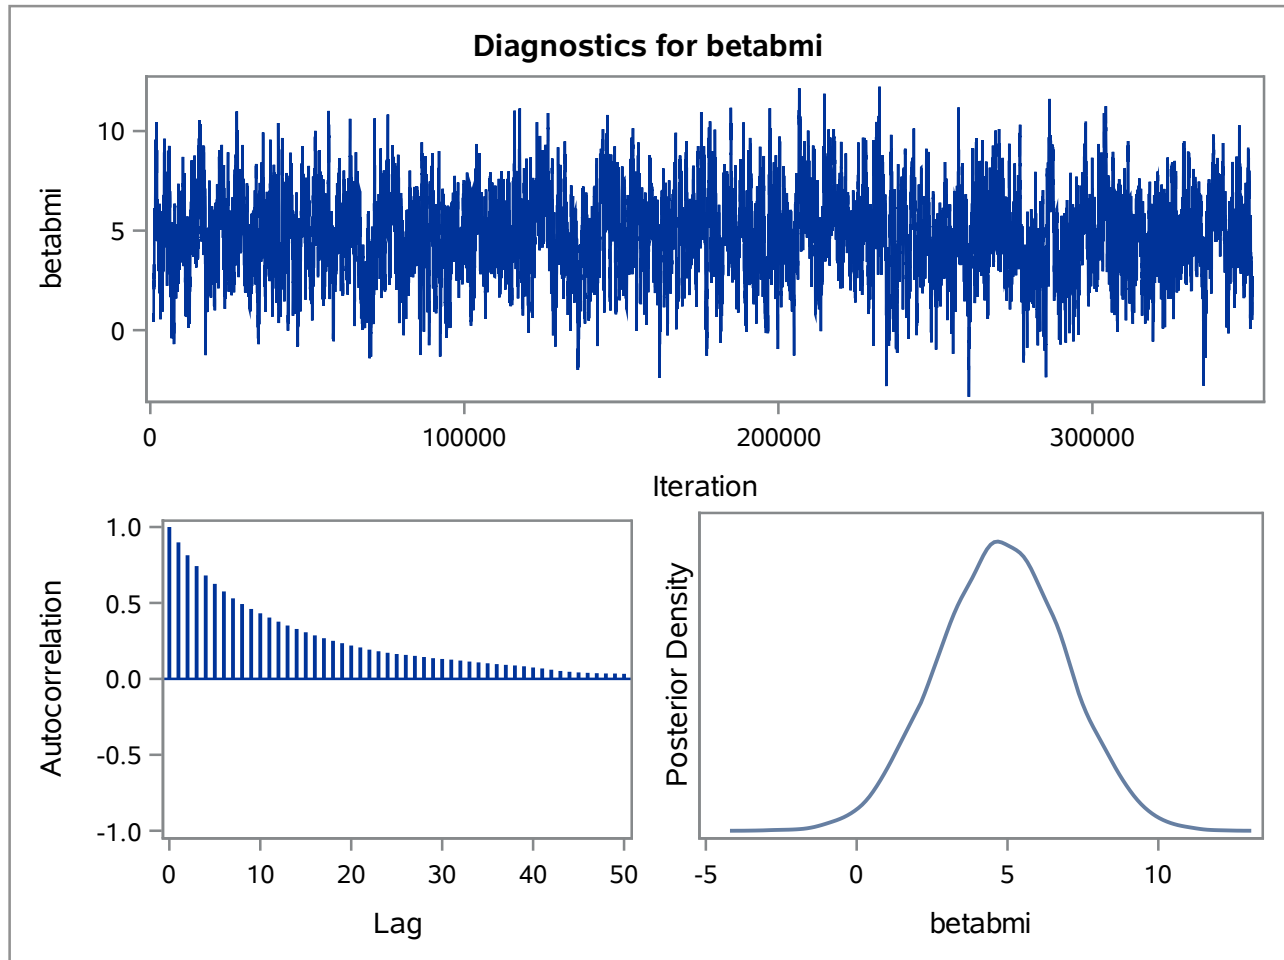 Diagnostics for betabmi
betabmi
10
5
0
0 100000 200000 300000
Iteration
Autocorrelation
1.0
0.5
0.0
-0.5
-1.0
0 10 20 30 40 50
Lag
Posterior Density
-5 0 5 10
betabmi